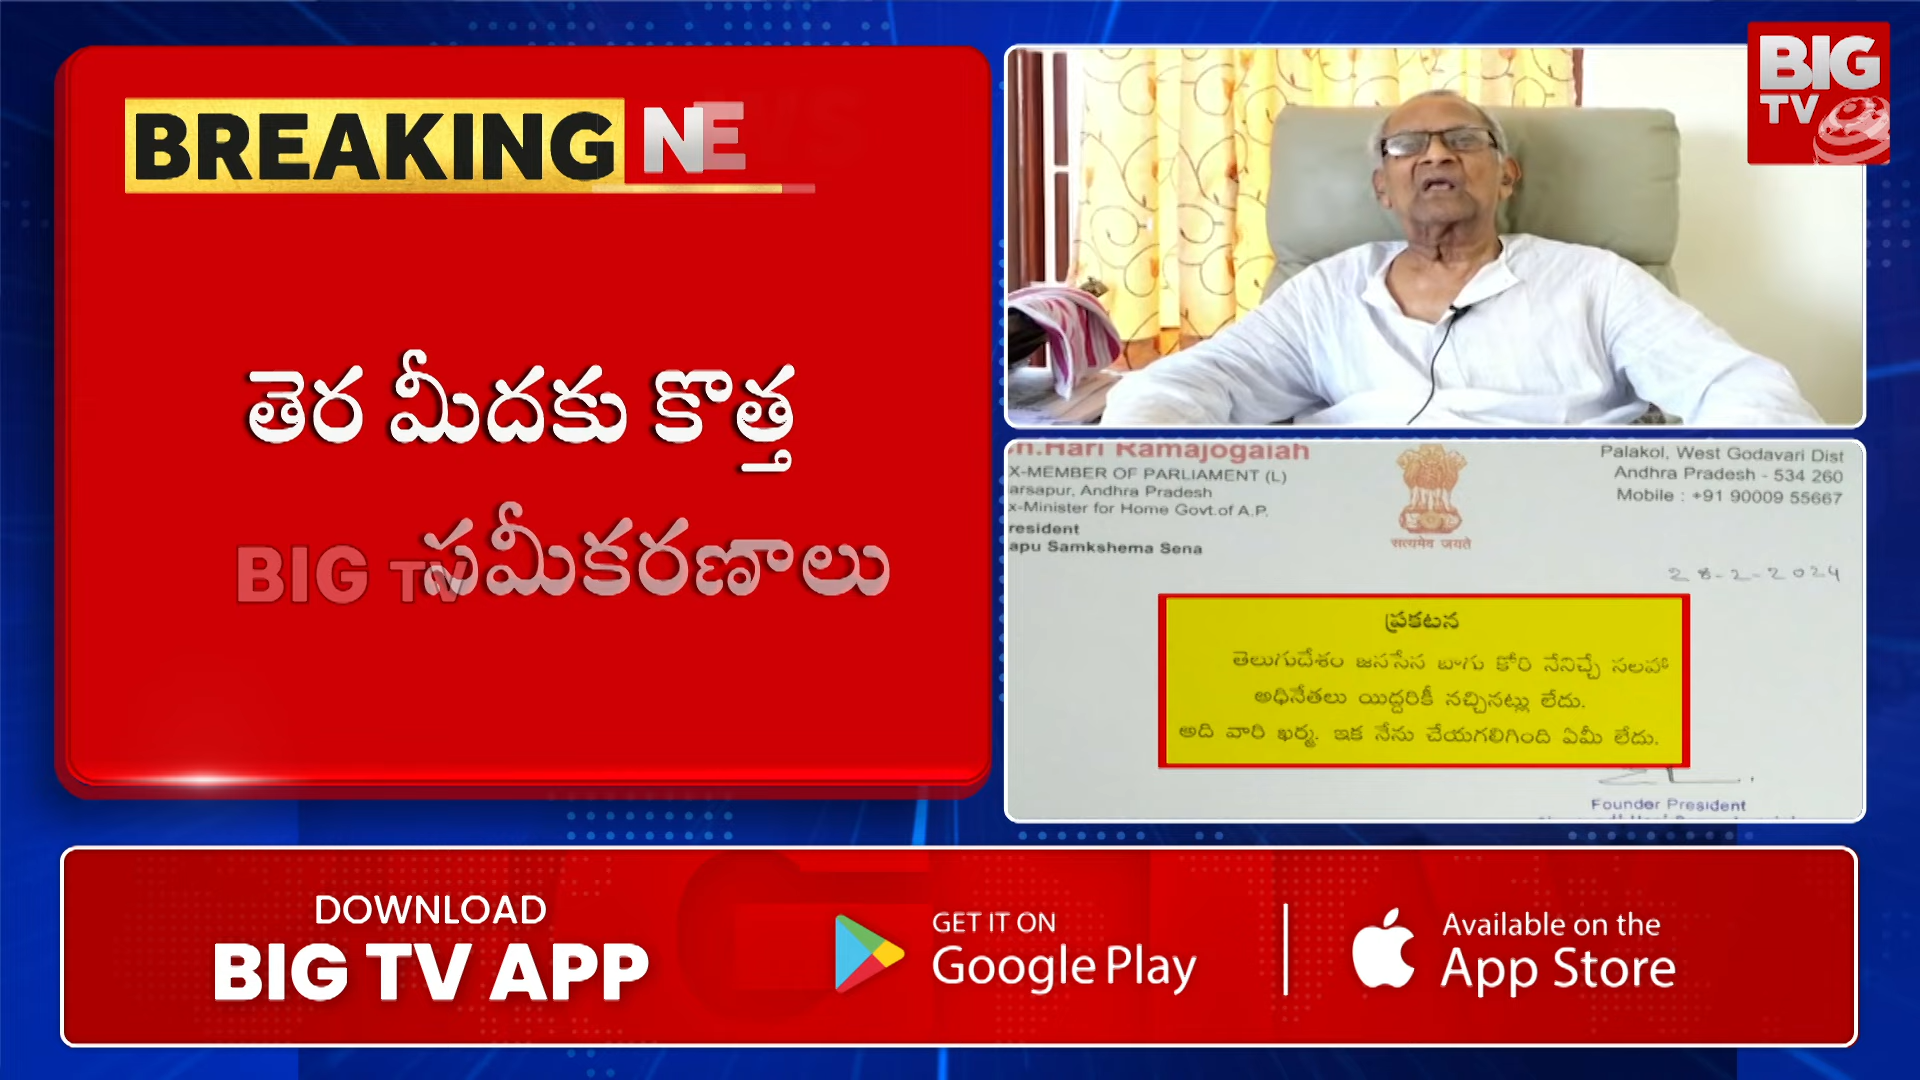 BREAKING NE
తెర మీదకు కొత్త
సమీకరణాలు
BIG TV
BIG
TV
Hari Ramajogaiah
X-MEMBER OF PARLIAMENT (L)
arsapur, Andhra Pradesh
x-Minister for Home Govt.of A.P.
resident
apu Samkshema Sena
सत्यमेव जयते
Palakol, West Godavari Dist
Andhra Pradesh - 534 260
Mobile : +91 90009 55667
28-2-2024
ప్రకటన
తెలుగుదేశం జనసేన బాగు కోరి నేనిచ్చే సలహా
అధినేతలు యిద్దరికీ నచ్చినట్లు లేదు.
అది వారి ఖర్మ. ఇక నేను చేయగలిగింది ఏమీ లేదు.
Founder President
DOWNLOAD
BIG TV APP
GET IT ON
Google Play
Available on the
App Store